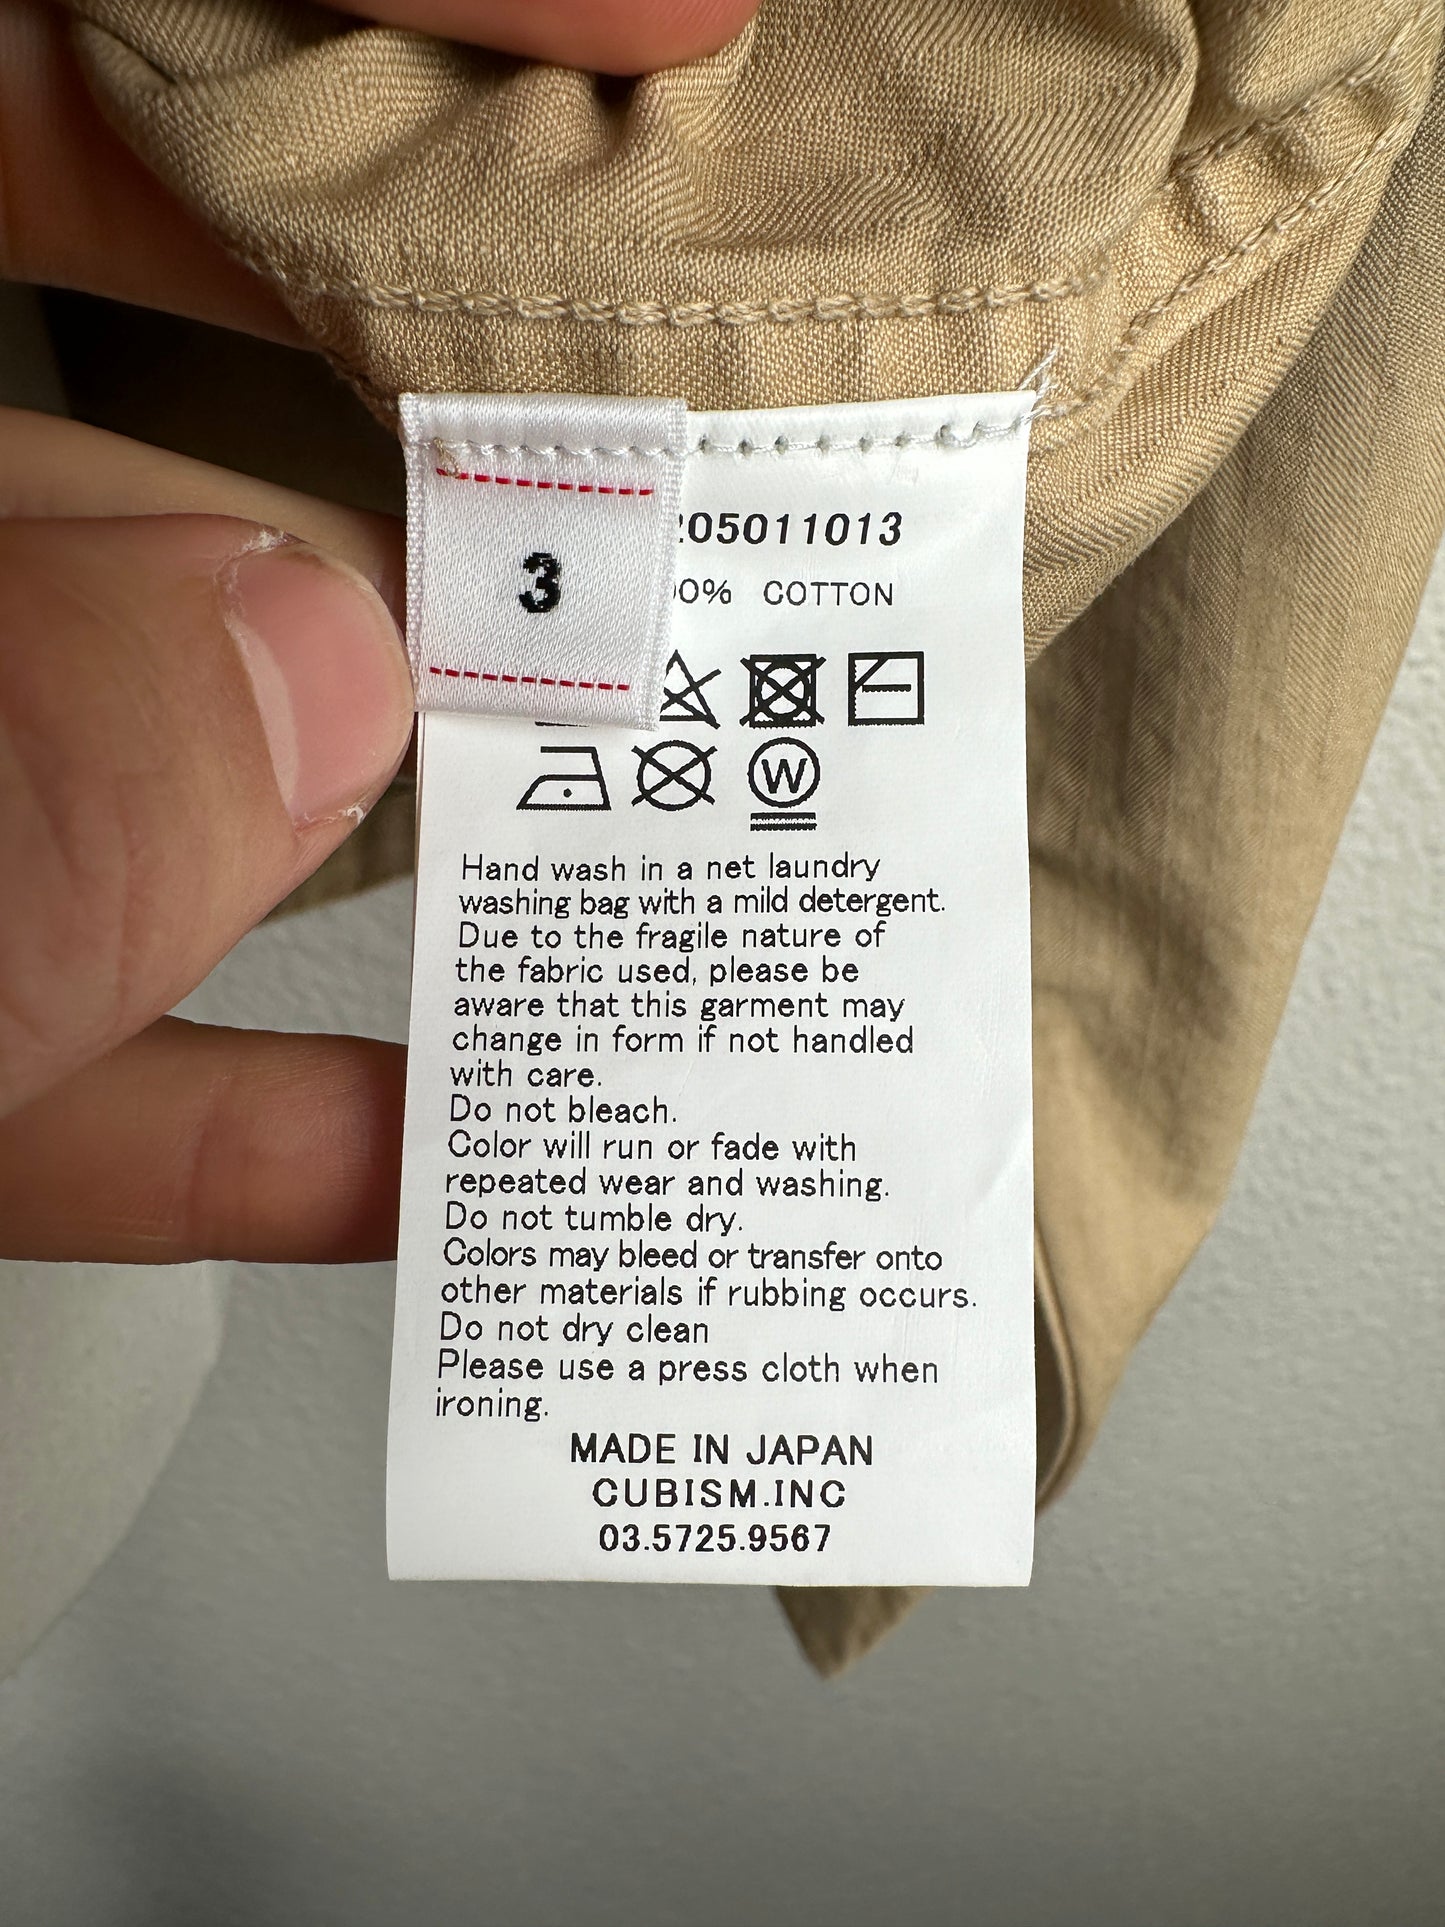 3
205011013
00% COTTON
W
Hand wash in a net laundry
washing bag with a mild detergent.
Due to the fragile nature of
the fabric used, please be
aware that this garment may
change in form if not handled
with care.
Do not bleach.
Color will run or fade with
repeated wear and washing.
Do not tumble dry.
Colors may bleed or transfer onto
other materials if rubbing occurs.
Do not dry clean
Please use a press cloth when
ironing.
MADE IN JAPAN
CUBISM.INC
03.5725.9567